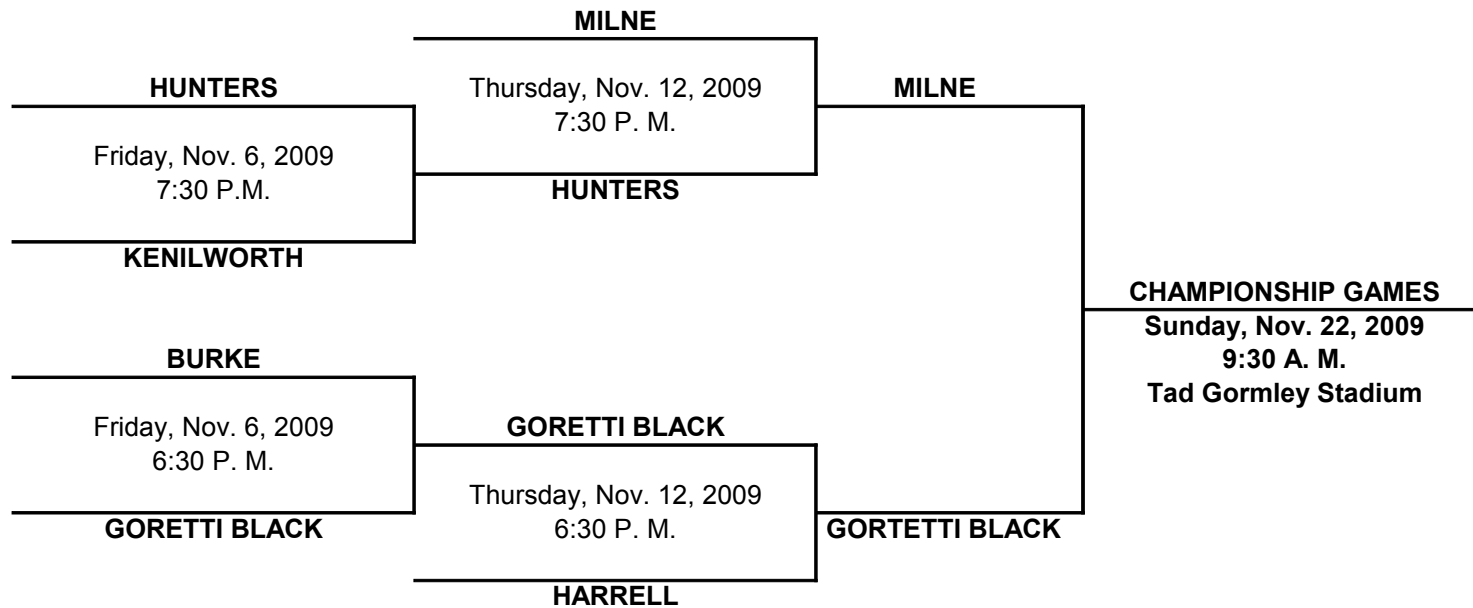 MILNE
HUNTERS
Thursday, Nov. 12, 2009
7:30 P. M.
MILNE
Friday, Nov. 6, 2009
7:30 P.M.
HUNTERS
KENILWORTH
CHAMPIONSHIP GAMES
Sunday, Nov. 22, 2009
9:30 A. M.
Tad Gormley Stadium
BURKE
Friday, Nov. 6, 2009
6:30 P. M.
GORETTI BLACK
GORETTI BLACK
Thursday, Nov. 12, 2009
6:30 P. M.
GORTETTI BLACK
HARRELL